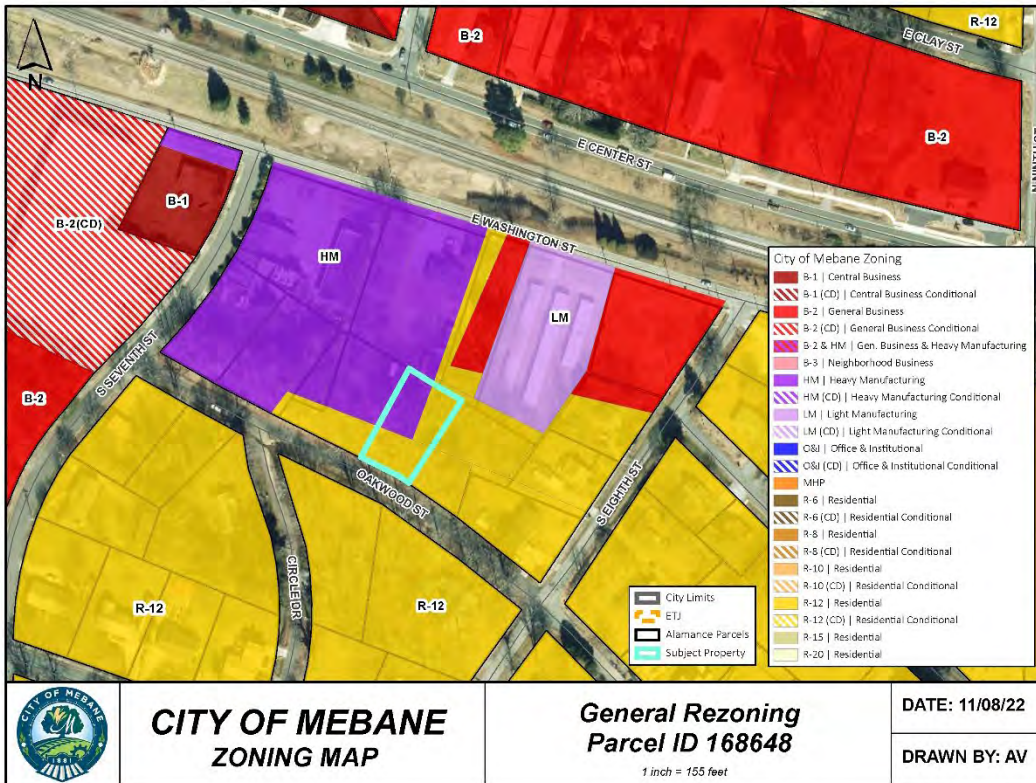 N
B-2
R-12
E CLAY ST
E CENTER ST
B-2
B-1
B-2(CD)
E WASHINGTON ST
HM
LM
S SEVENTH ST
B-2
OAKWOOD ST
S EIGHTH ST
CIRCLE DR
R-12
R-12
City of Mebane Zoning
B-1 | Central Business
B-1 (CD) | Central Business Conditional
B-2 | General Business
B-2 (CD) | General Business Conditional
B-2 & HM | Gen. Business & Heavy Manufacturing
B-3 | Neighborhood Business
HM | Heavy Manufacturing
HM (CD) | Heavy Manufacturing Conditional
LM | Light Manufacturing
LM (CD) | Light Manufacturing Conditional
O&I | Office & Institutional
O&I (CD) | Office & Institutional Conditional
MHP
R-6 | Residential
R-6 (CD) | Residential Conditional
R-8 | Residential
R-8 (CD) | Residential Conditional
R-10 | Residential
R-10 (CD) | Residential Conditional
R-12 | Residential
R-12 (CD) | Residential Conditional
R-15 | Residential
R-20 | Residential
City Limits
ETJ
Alamance Parcels
Subject Property
CITY OF MEBANE
1881
CITY OF MEBANE
ZONING MAP
General Rezoning
Parcel ID 168648
1 inch = 155 feet
DATE: 11/08/22
DRAWN BY: AV